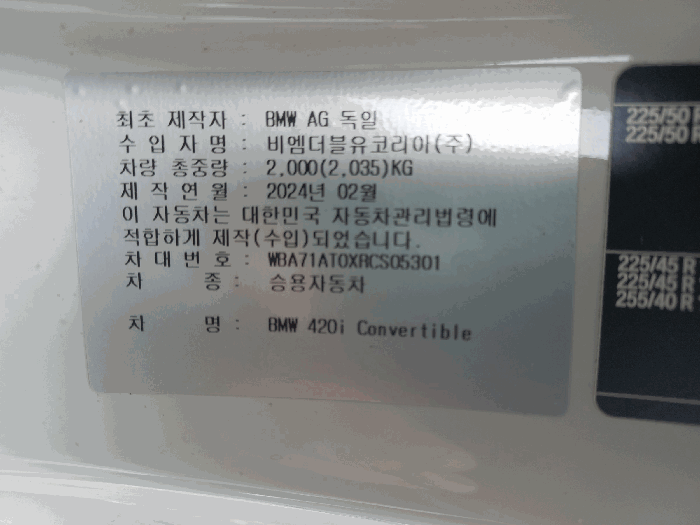 최초 제작자 : BMW AG 독일
수 입 자 명 : 비엠더블유코리아(주)
차량 총중량 : 2,000(2,035)KG
제 작 연 월 : 2024년 02월
이 자동차는 대한민국 자동차관리법령에
적합하게 제작(수입)되었습니다.
차 대 번 호 : WBA71AT0XRCS05301
차 종 : 승용자동차
차 명 : BMW 420i Convertible
225/50 R
225/50 R
225/45 R
225/45 R
255/40 R